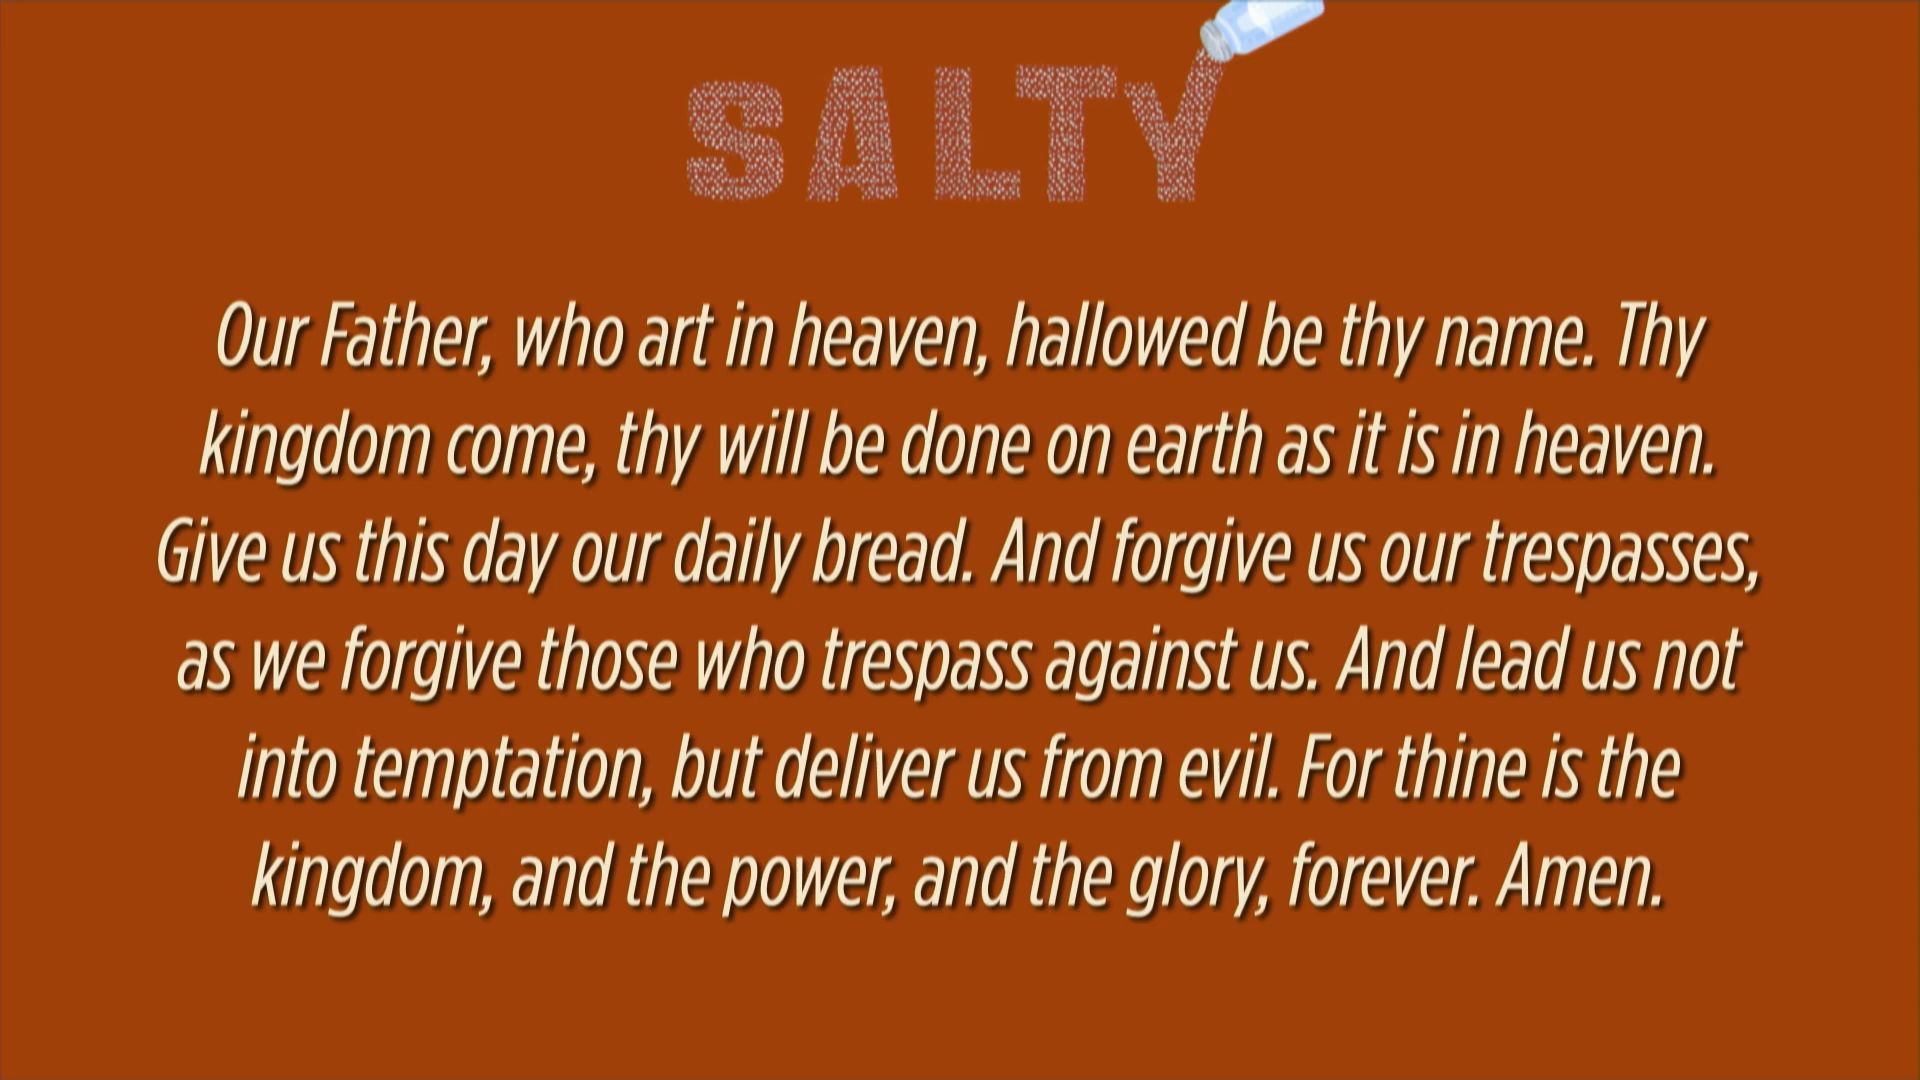 SALTY
Our Father, who art in heaven, hallowed be thy name. Thy
kingdom come, thy will be done on earth as it is in heaven.
Give us this day our daily bread. And forgive us our trespasses,
as we forgive those who trespass against us. And lead us not
into temptation, but deliver us from evil. For thine is the
kingdom, and the power, and the glory, forever. Amen.